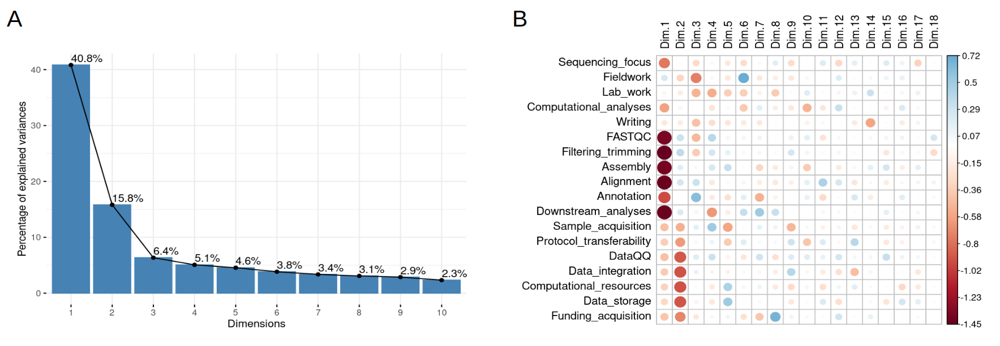 A
Percentage of explained variances
40
30
20
10
0
40.8%
15.8%
6.4%
5.1%
4.6%
3.8%
3.4%
3.1%
2.9%
2.3%
1 2 3 4 5 6 7 8 9 10
Dimensions
B
Dim.1 Dim.2 Dim.3 Dim.4 Dim.5 Dim.6 Dim.7 Dim.8 Dim.9 Dim.10 Dim.11 Dim.12 Dim.13 Dim.14 Dim.15 Dim.16 Dim.17 Dim.18
Sequencing_focus
Fieldwork
Lab_work
Computational_analyses
Writing
FASTQC
Filtering_trimming
Assembly
Alignment
Annotation
Downstream_analyses
Sample_acquisition
Protocol_transferability
DataQQ
Data_integration
Computational_resources
Data_storage
Funding_acquisition
0.72
0.5
0.29
0.07
-0.15
-0.36
-0.58
-0.8
-1.02
-1.23
-1.45